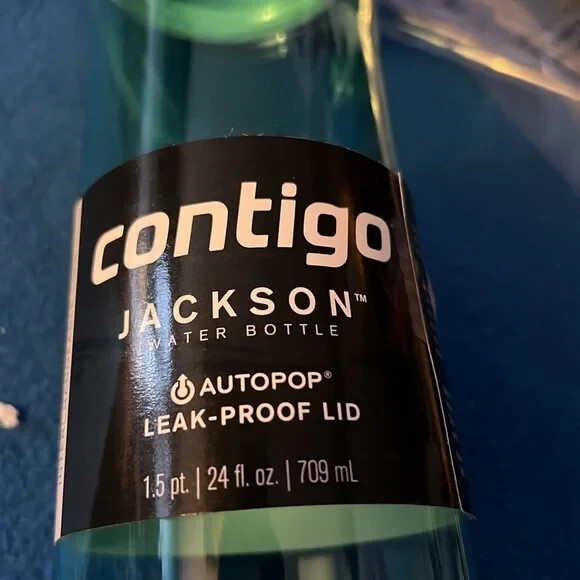 contigo
JACKSON™
WATER BOTTLE
AUTOPOP®
LEAK-PROOF LID
1.5 pt. | 24 fl. oz. | 709 mL